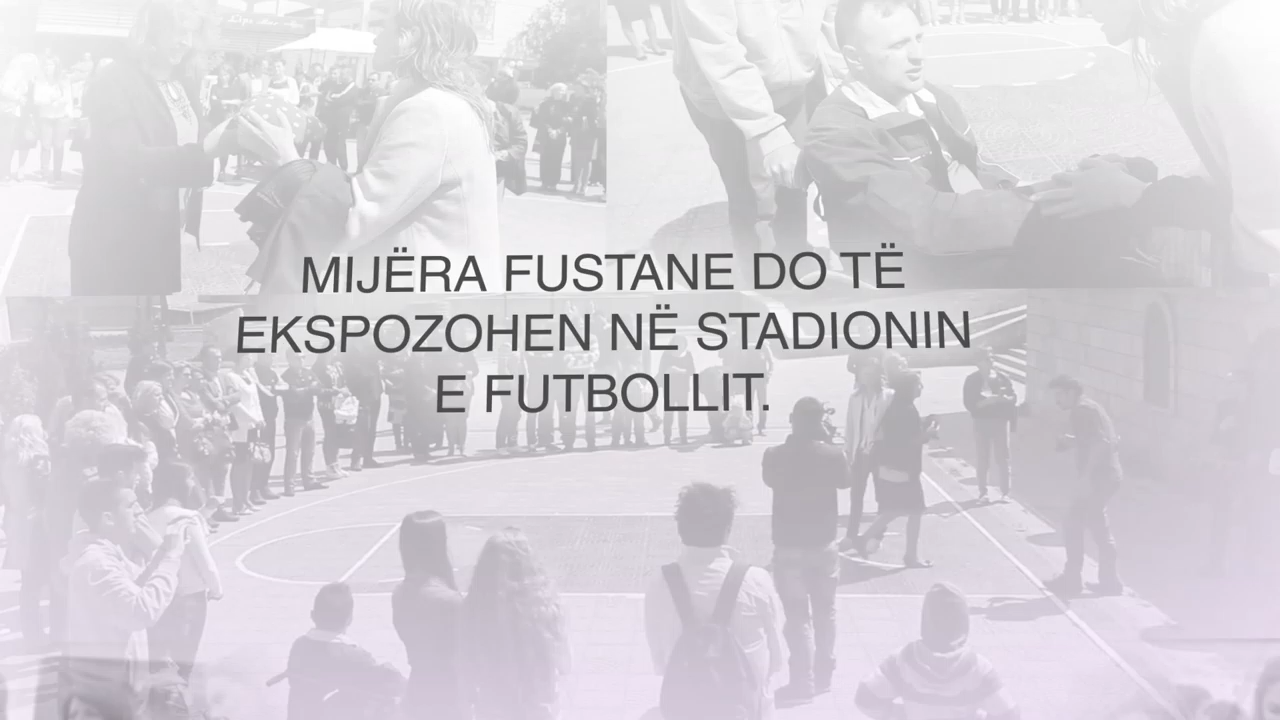 MIJËRA FUSTANE DO TË
EKSPOZOHEN NË STADIONIN
E FUTBOLLIT.